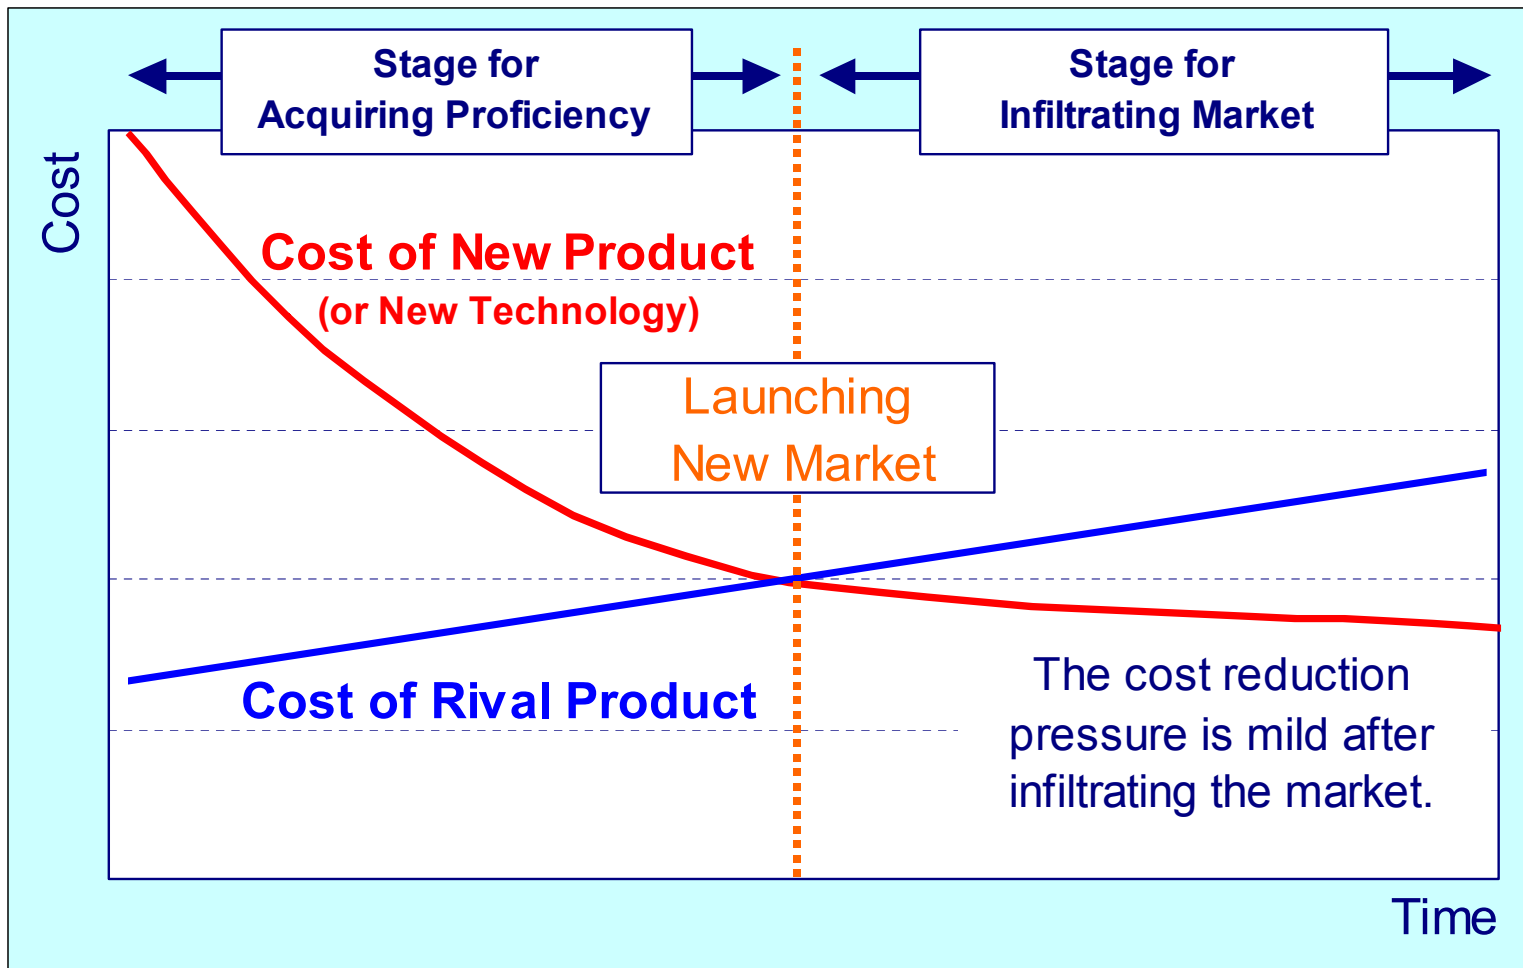 Stage for
Acquiring Proficiency
Stage for
Infiltrating Market
Cost
Cost of New Product
(or New Technology)
Launching
New Market
Cost of Rival Product
The cost reduction
pressure is mild after
infiltrating the market.
Time